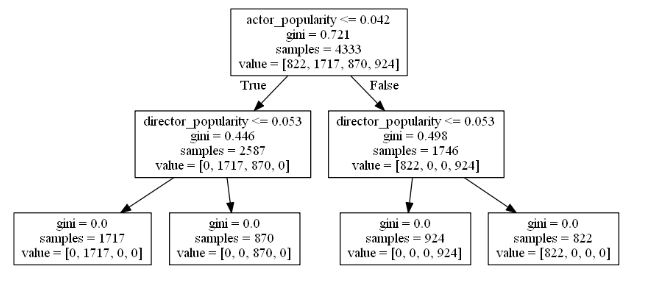 actor_popularity <= 0.042
gini = 0.721
samples = 4333
value = [822, 1717, 870, 924]
True
False
director_popularity <= 0.053
gini = 0.446
samples = 2587
value = [0, 1717, 870, 0]
director_popularity <= 0.053
gini = 0.498
samples = 1746
value = [822, 0, 0, 924]
gini = 0.0
samples = 1717
value = [0, 1717, 0, 0]
gini = 0.0
samples = 870
value = [0, 0, 870, 0]
gini = 0.0
samples = 924
value = [0, 0, 0, 924]
gini = 0.0
samples = 822
value = [822, 0, 0, 0]